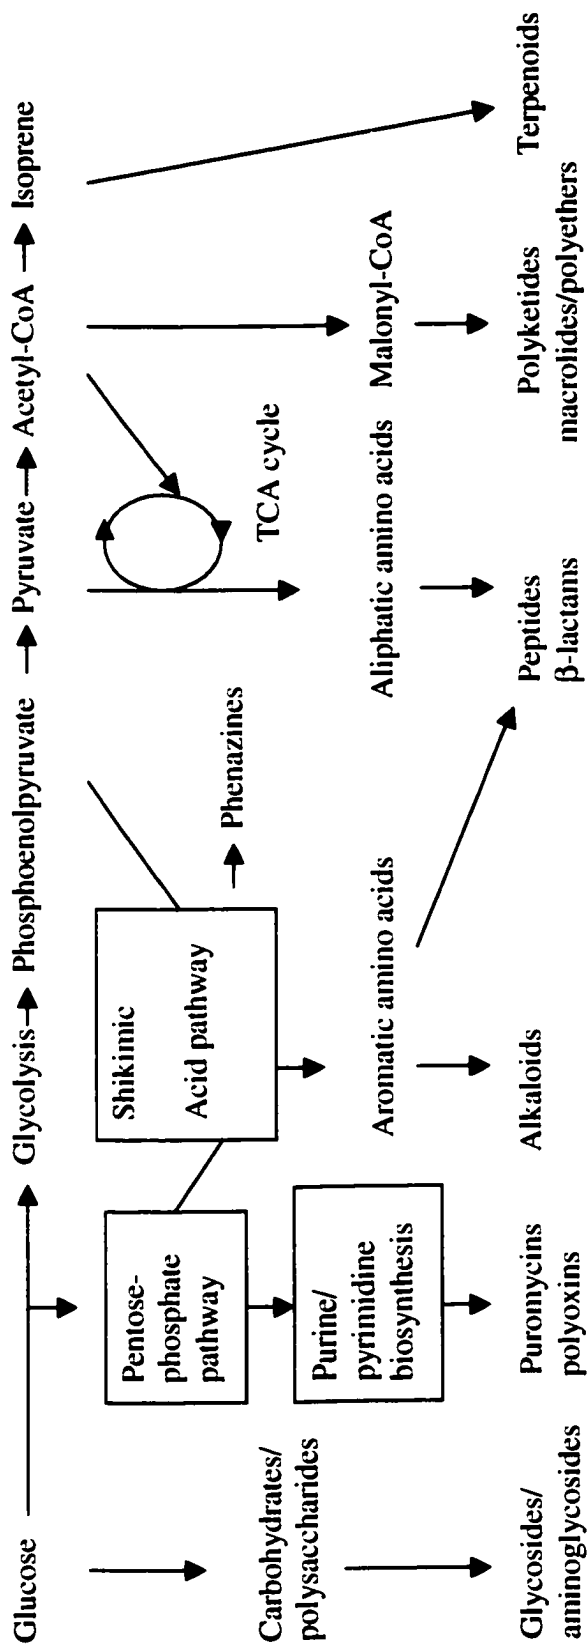 Glucose
Glycolysis
Phosphoenolpyruvate
Pyruvate
Acetyl-CoA
Isoprene
Pentose-
phosphate
pathway
Shikimic
Acid pathway
Phenazines
TCA cycle
Carbohydrates/
polysaccharides
Purine/
pyrimidine
biosynthesis
Aromatic amino acids
Aliphatic amino acids
Malonyl-CoA
Glycosides/
aminoglycosides
Puromycins
polyoxins
Alkaloids
Peptides
β-lactams
Polyketides
macrolides/polyethers
Terpenoids